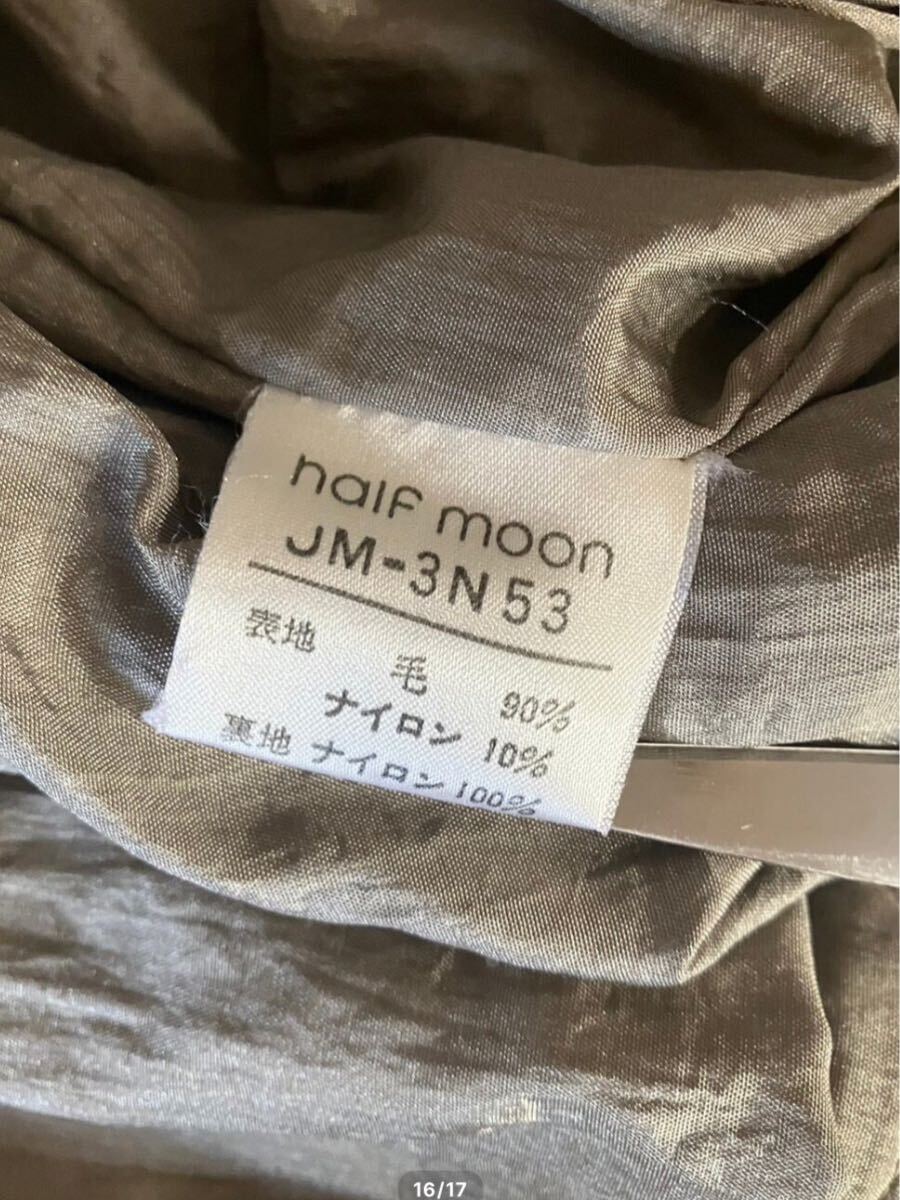 half moon
JM-3N53
表地 毛 90%
ナイロン 10%
裏地 ナイロン 100%
16/17